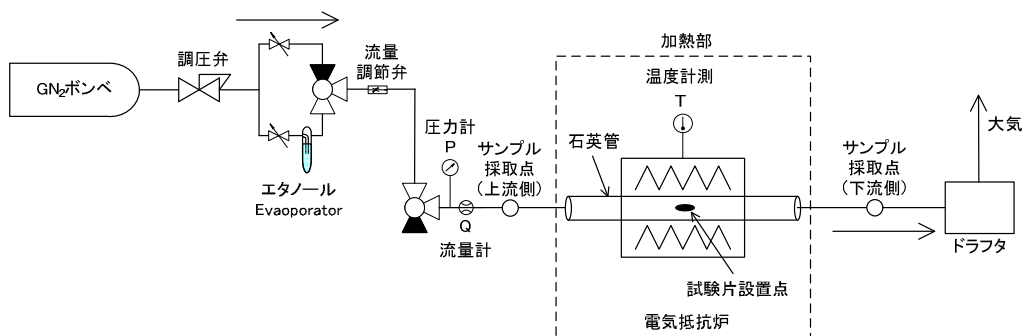 GN₂ボンベ
調圧弁
エタノール
Evaoporator
流量
調節弁
圧力計
P
Q
流量計
サンプル
採取点
(上流側)
加熱部
温度計測
T
石英管
試験片設置点
電気抵抗炉
サンプル
採取点
(下流側)
大気
ドラフタ